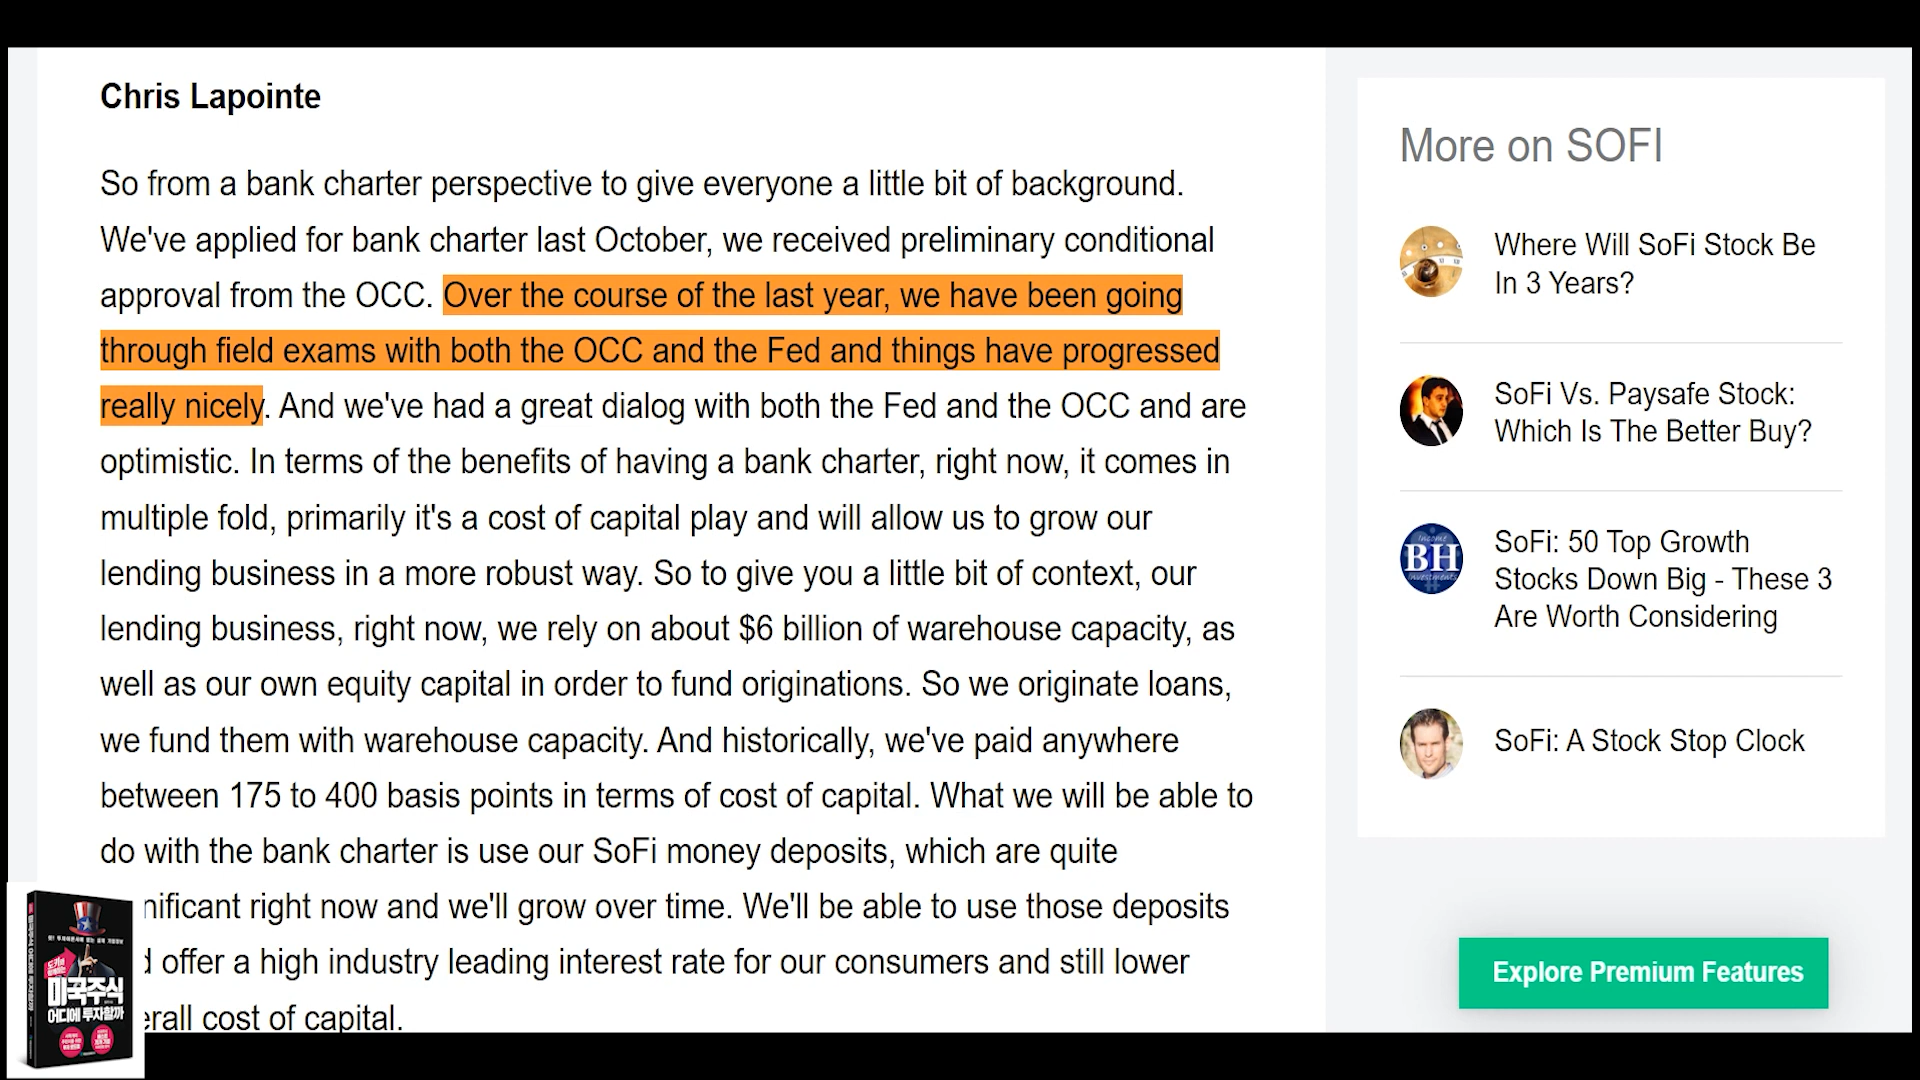 Chris Lapointe
So from a bank charter perspective to give everyone a little bit of background.
We've applied for bank charter last October, we received preliminary conditional
approval from the OCC. Over the course of the last year, we have been going
through field exams with both the OCC and the Fed and things have progressed
really nicely. And we've had a great dialog with both the Fed and the OCC and are
optimistic. In terms of the benefits of having a bank charter, right now, it comes in
multiple fold, primarily it's a cost of capital play and will allow us to grow our
lending business in a more robust way. So to give you a little bit of context, our
lending business, right now, we rely on about $6 billion of warehouse capacity, as
well as our own equity capital in order to fund originations. So we originate loans,
we fund them with warehouse capacity. And historically, we've paid anywhere
between 175 to 400 basis points in terms of cost of capital. What we will be able to
do with the bank charter is use our SoFi money deposits, which are quite
nificant right now and we'll grow over time. We'll be able to use those deposits
d offer a high industry leading interest rate for our consumers and still lower
erall cost of capital.
More on SOFI
Where Will SoFi Stock Be
In 3 Years?
SoFi Vs. Paysafe Stock:
Which Is The Better Buy?
Income
BH
Investments
SoFi: 50 Top Growth
Stocks Down Big - These 3
Are Worth Considering
SoFi: A Stock Stop Clock
Explore Premium Features
미국주식
어디에 투자할까